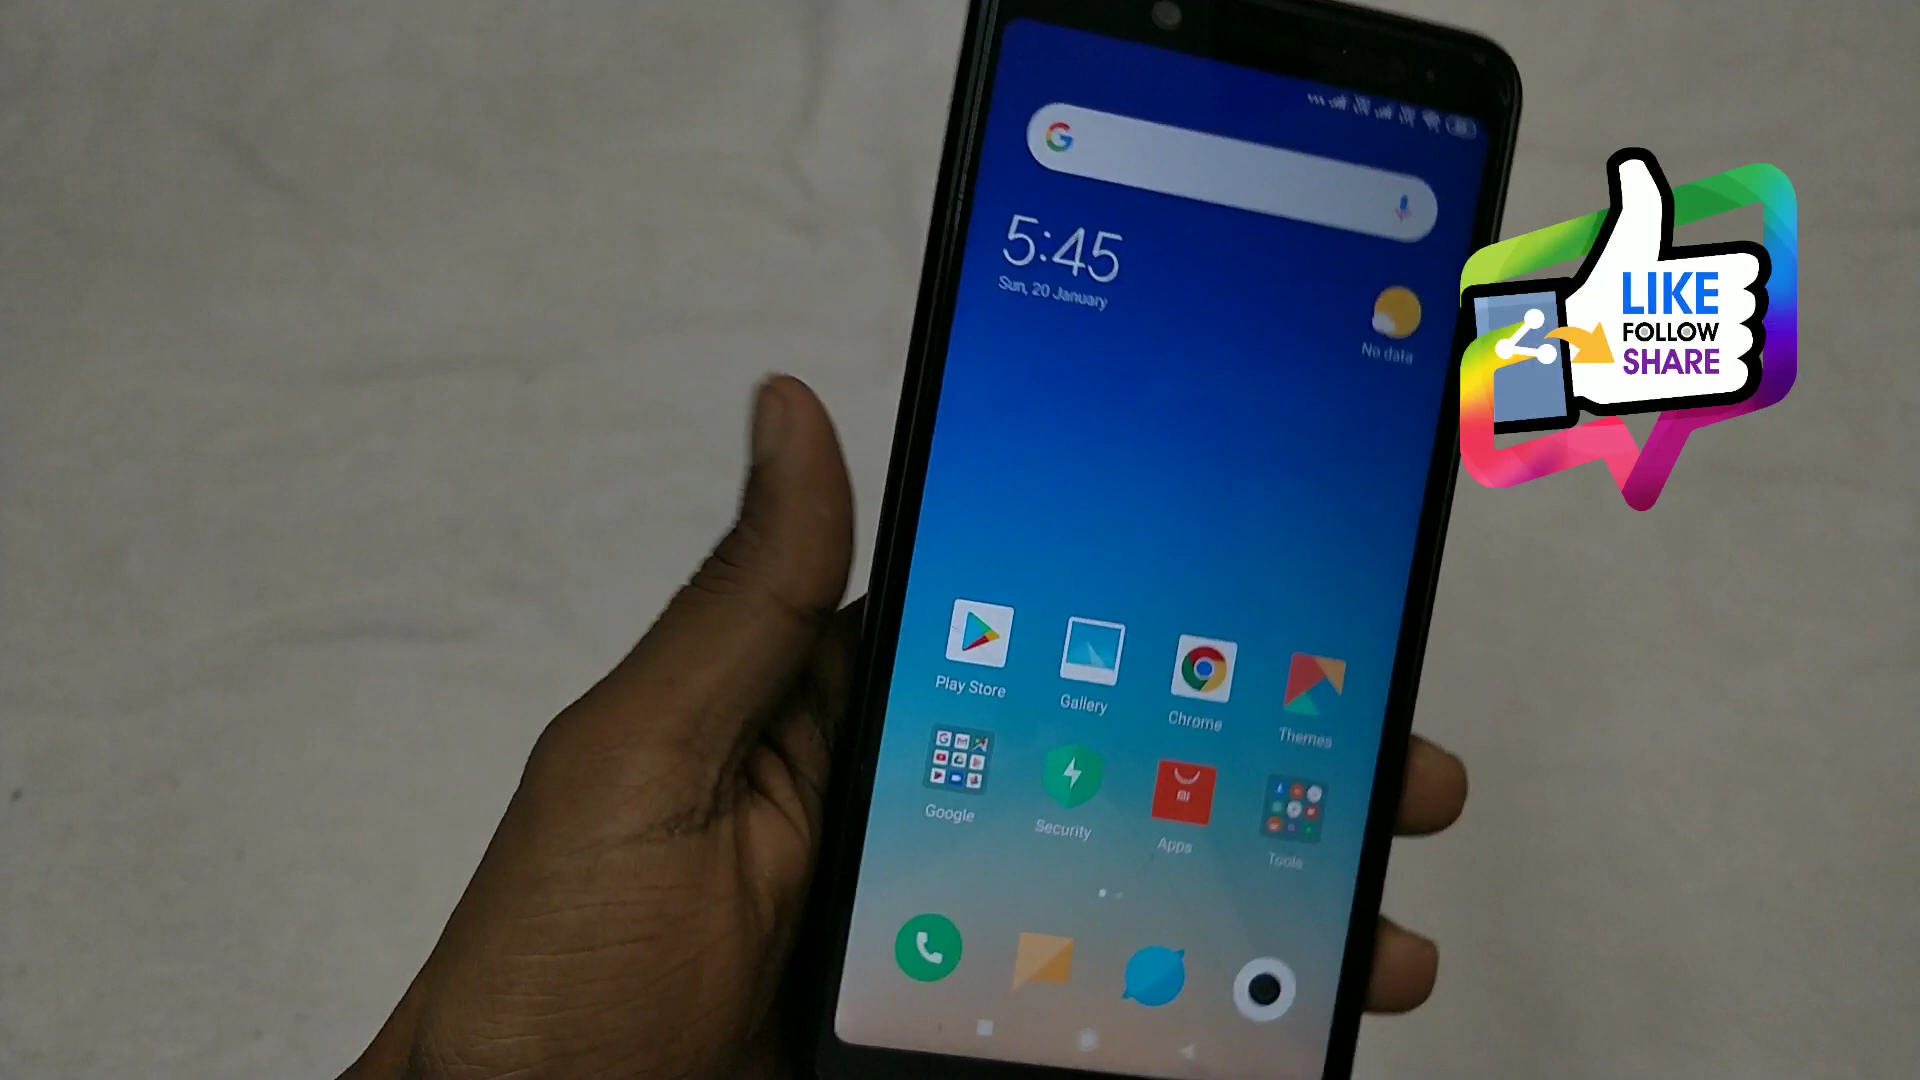 5:45
Sun, 20 January
No data
LIKE
FOLLOW
SHARE
Play Store
Gallery
Chrome
Themes
Google
Security
mi
Apps
Tools